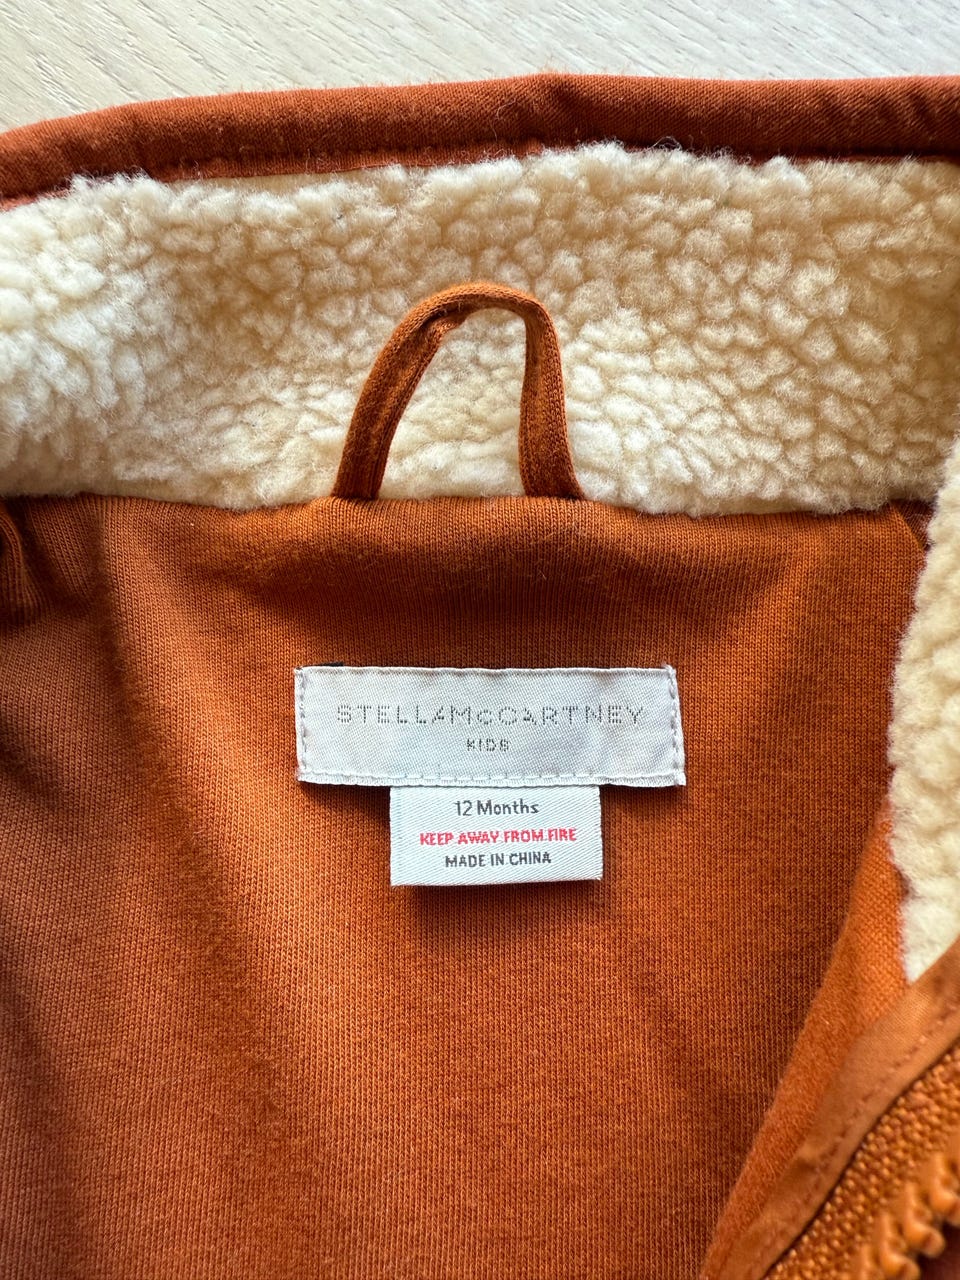 STELLAMcCARTNEY
KIDS
12 Months
KEEP AWAY FROM FIRE
MADE IN CHINA